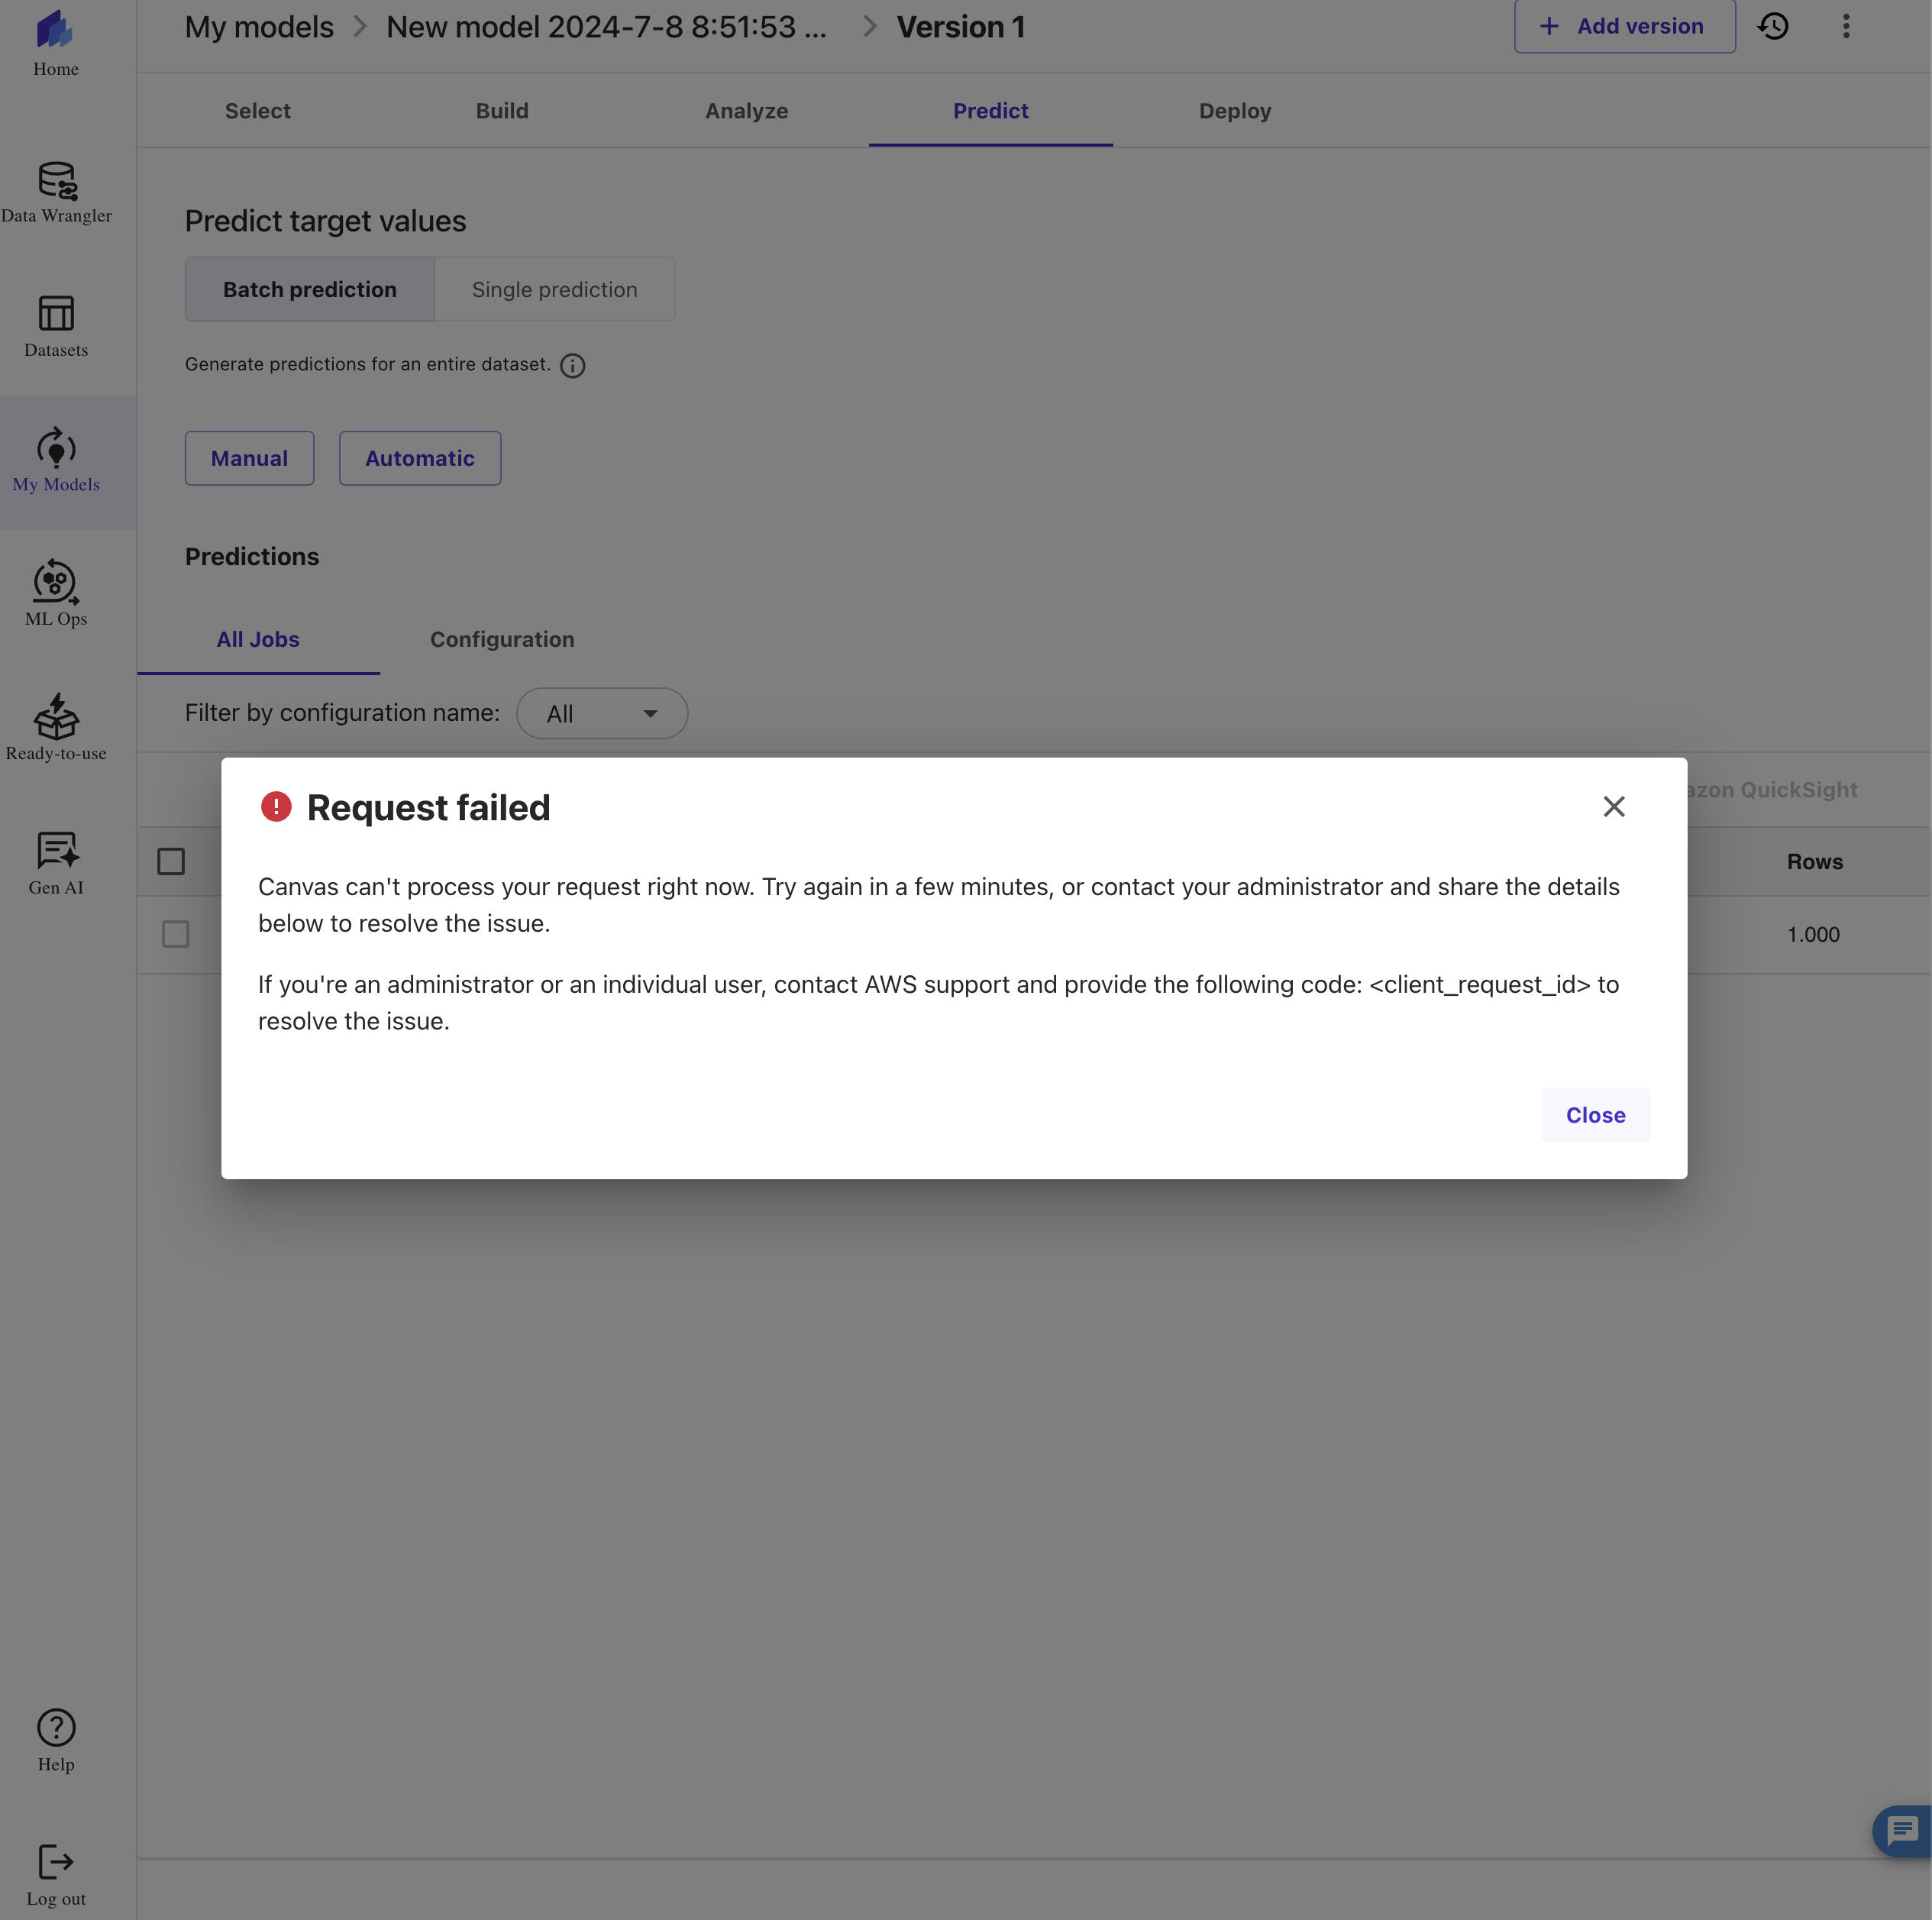 My models
New model 2024-7-8 8:51:53 ...
Version 1
Add version
Home
Select
Build
Analyze
Predict
Deploy
Data Wrangler
Predict target values
Batch prediction
Single prediction
Generate predictions for an entire dataset.
Datasets
Manual
Automatic
My Models
Predictions
ML Ops
All Jobs
Configuration
Filter by configuration name:
All
Ready-to-use
QuickSight
Request failed
Rows
Canvas can't process your request right now. Try again in a few minutes, or contact your administrator and share the details
below to resolve the issue.
Gen AI
1.000
If you're an administrator or an individual user, contact AWS support and provide the following code: <client_request_id> to
resolve the issue.
Close
Help
Log out